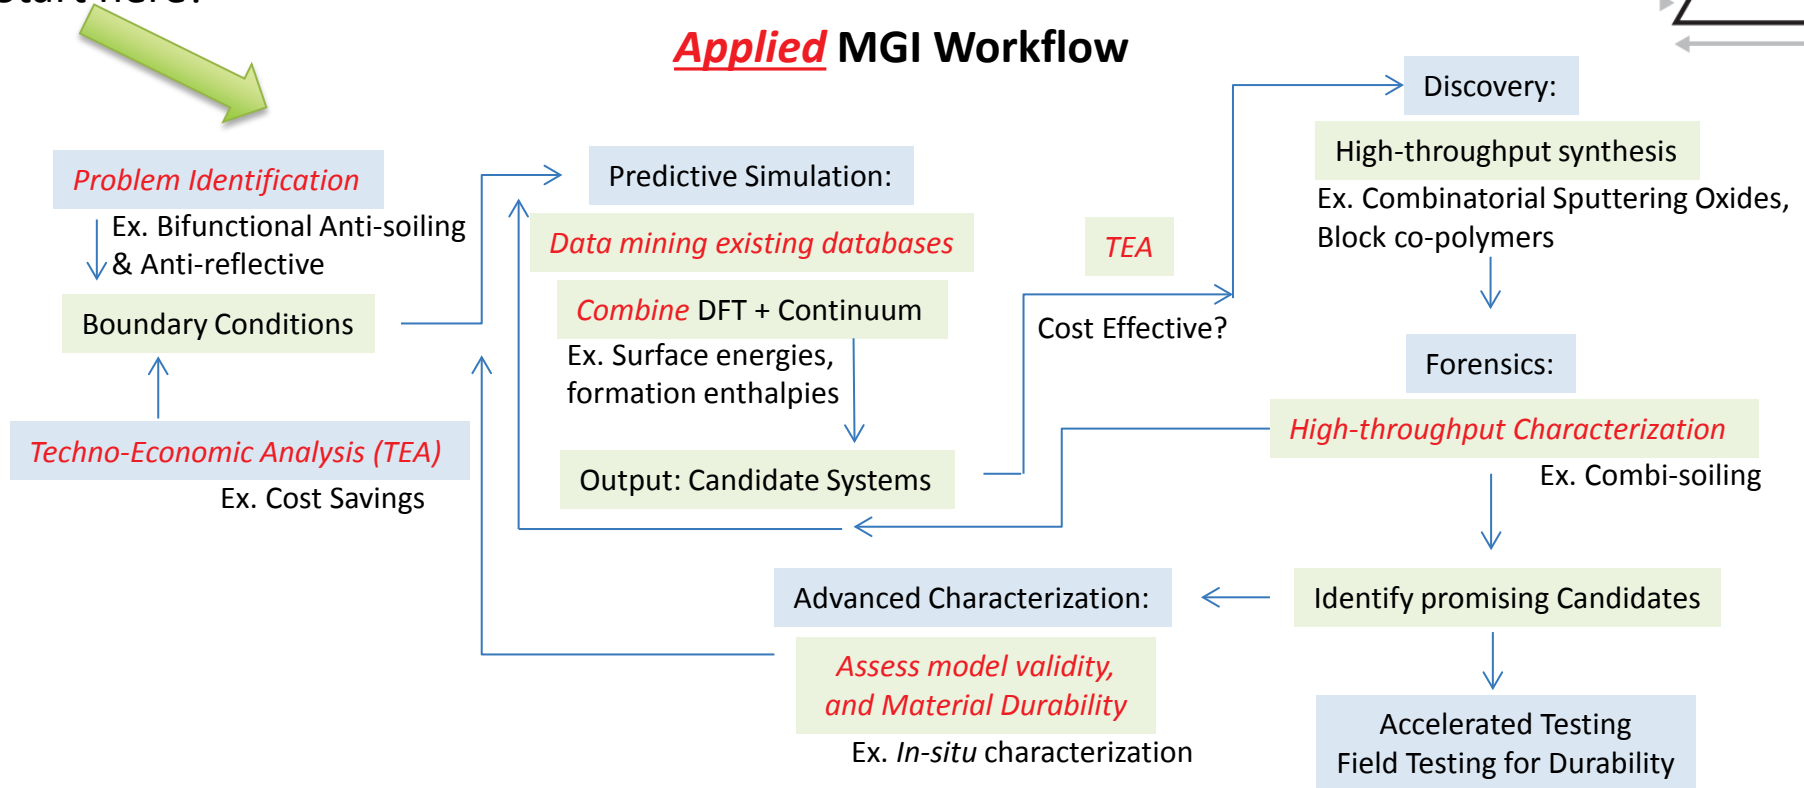 start here!
Applied MGI Workflow
Problem Identification
Ex. Bifunctional Anti-soiling
& Anti-reflective
Boundary Conditions
Techno-Economic Analysis (TEA)
Ex. Cost Savings
Predictive Simulation:
Data mining existing databases
Combine DFT + Continuum
Ex. Surface energies,
formation enthalpies
Output: Candidate Systems
TEA
Cost Effective?
Discovery:
High-throughput synthesis
Ex. Combinatorial Sputtering Oxides,
Block co-polymers
Forensics:
High-throughput Characterization
Ex. Combi-soiling
Identify promising Candidates
Advanced Characterization:
Assess model validity,
and Material Durability
Ex. In-situ characterization
Accelerated Testing
Field Testing for Durability